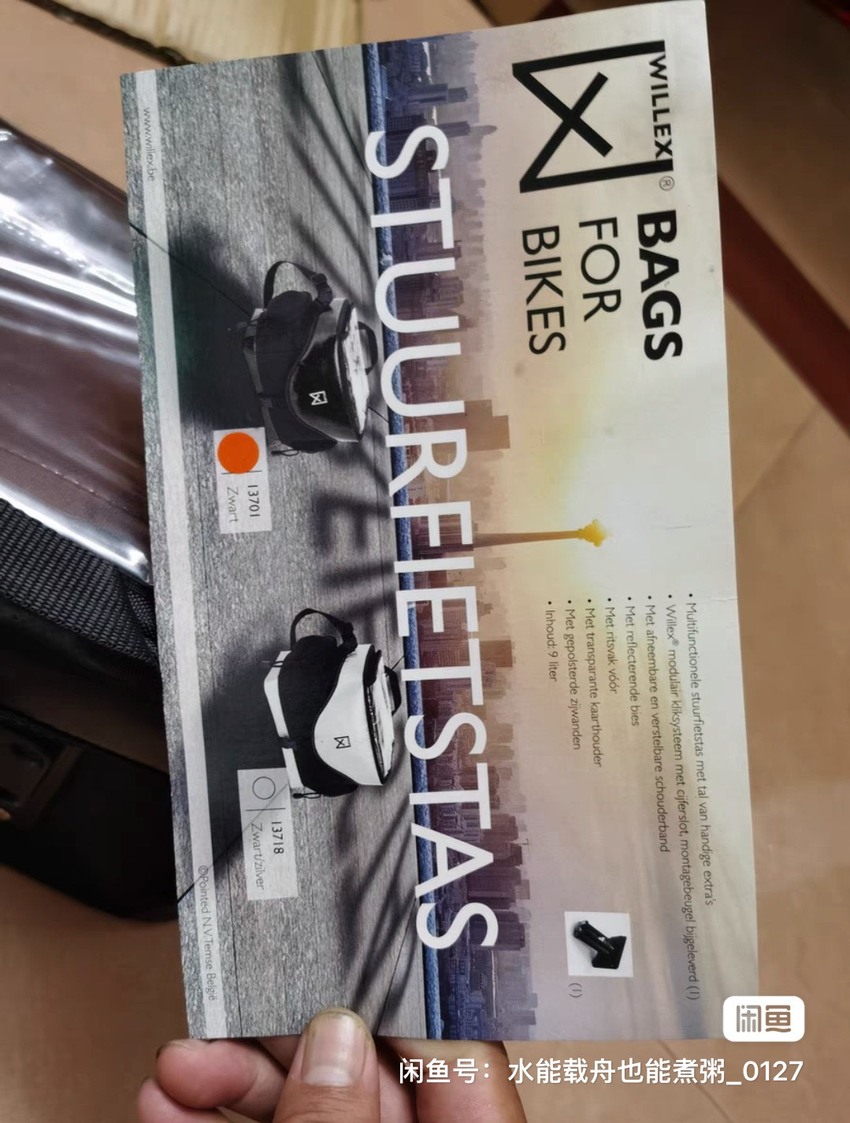 WILLEX®
BAGS
FOR
BIKES
• Multifunctionele stuurfietstas met tal van handige extra's
• Willex® modulair kliksysteem met cijferslot, montagebeugel bijgeleverd (1)
• Met afneembare en verstelbare schouderband
• Met reflecterende bies
• Met ritsvak vóór
• Met transparante kaarthouder
• Met gepolsterde zijwanden
• Inhoud: 9 liter
(1)
STUURFIETSTAS
13701
Zwart
13718
Zwart/zilver
www.willex.be
©Pointed N.V. Temse België
闲鱼
闲鱼号：水能载舟也能煮粥_0127